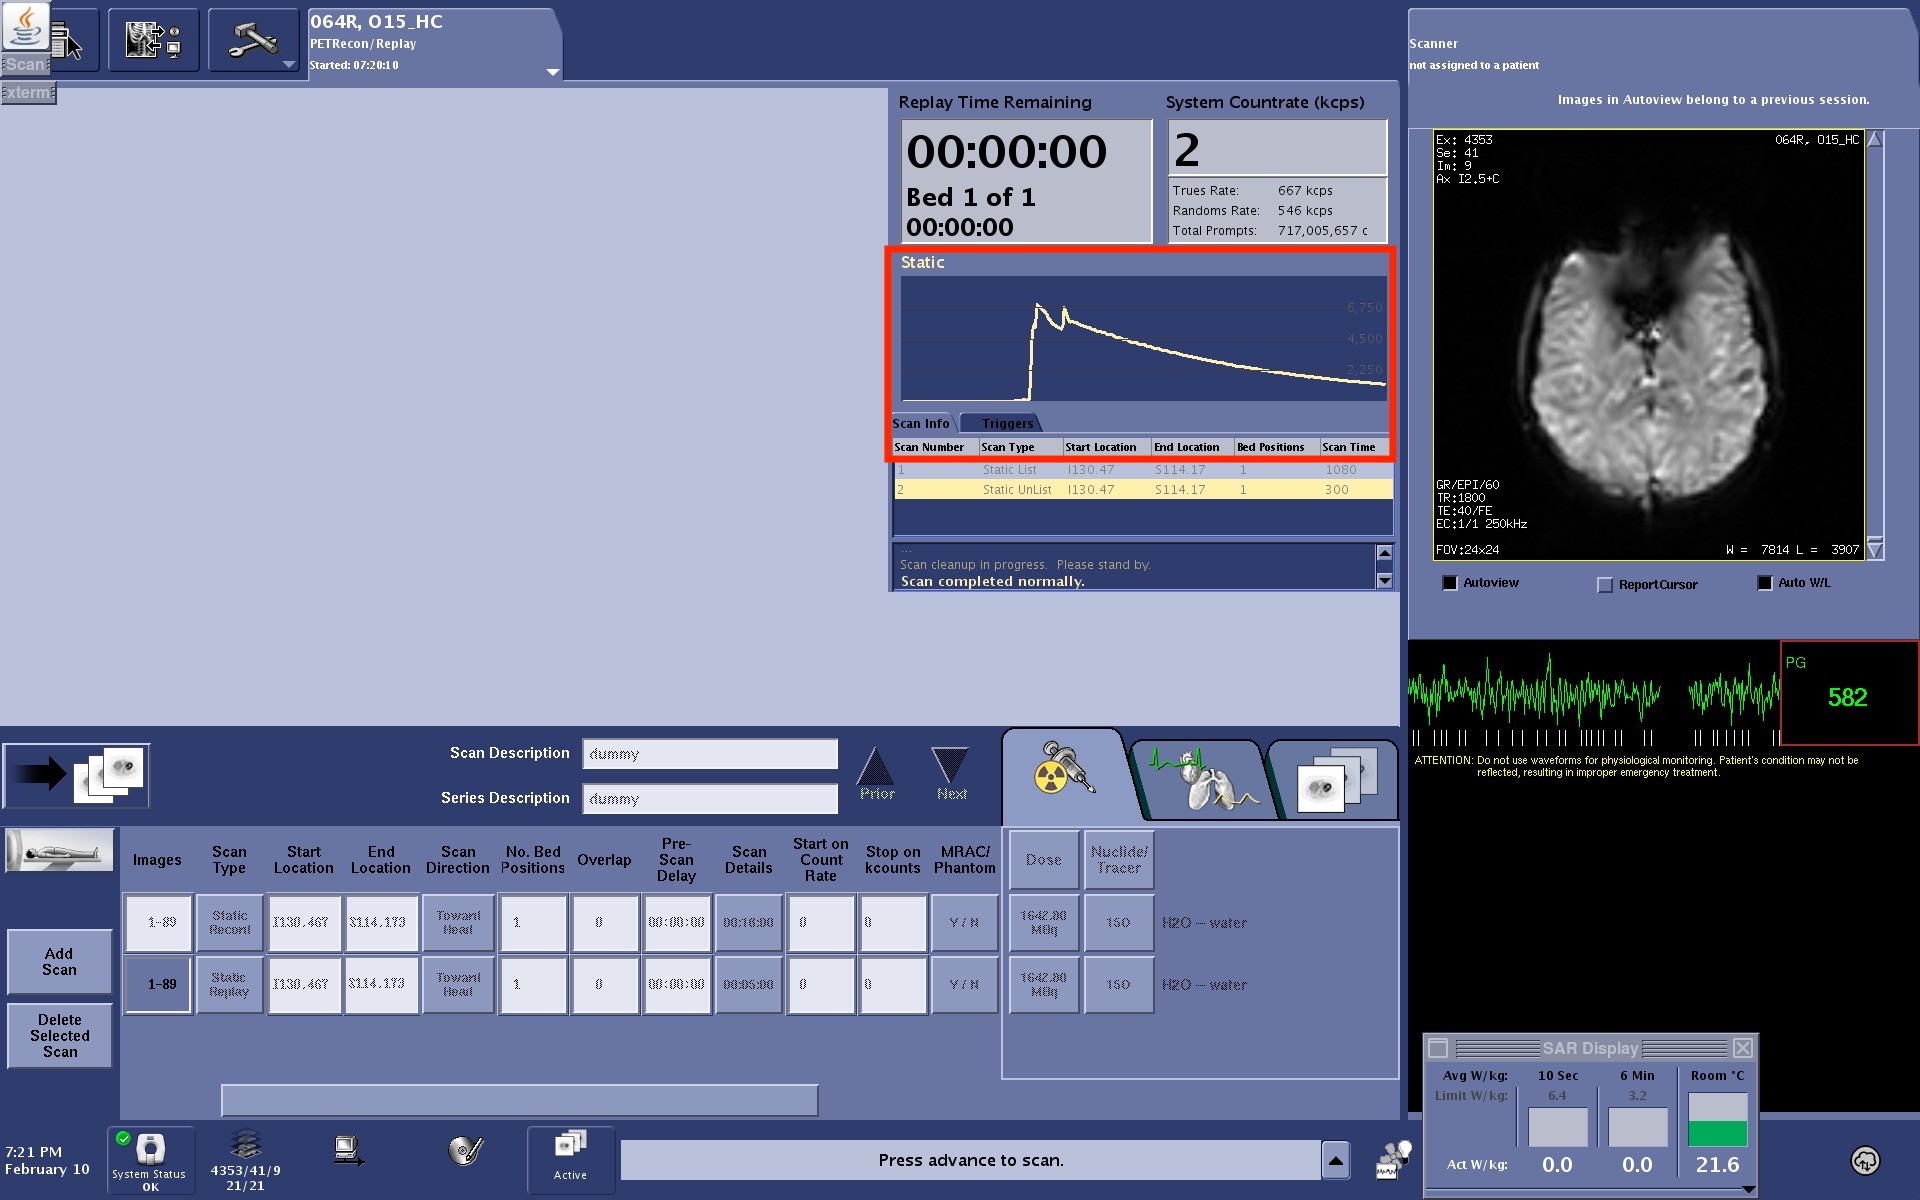 Scan
xterm
064R, O15_HC
PETRecon/Replay
Started: 07:20:10
Replay Time Remaining
00:00:00
Bed 1 of 1
00:00:00
System Countrate (kcps)
2
Trues Rate: 667 kcps
Randoms Rate: 546 kcps
Total Prompts: 717,005,657 c
Static
6,750
4,500
2,250
Scan Info Triggers
Scan Number Scan Type Start Location End Location Bed Positions Scan Time
1 Static List I130.47 S114.17 1 1080
2 Static UnList I130.47 S114.17 1 300
...
Scan cleanup in progress. Please stand by.
Scan completed normally.
Scanner
not assigned to a patient
Images in Autoview belong to a previous session.
Ex: 4353
Se: 41
Im: 9
Ax I2.5+C
064R, O15_HC
GR/EPI/60
TR:1800
TE:40/FE
EC:1/1 250kHz
FOV:24x24
W = 7814 L = 3907
Autoview ReportCursor Auto W/L
PG
582
ATTENTION: Do not use waveforms for physiological monitoring. Patient's condition may not be
reflected, resulting in improper emergency treatment.
Scan Description dummy
Series Description dummy
Prior Next
Images Scan Type Start Location End Location Scan Direction No. Bed Positions Overlap Pre-Scan Delay Scan Details Start on Count Rate Stop on kcounts MRAC/Phantom Dose Nuclide/Tracer
1-89 Static Record I130.467 S114.173 Toward Head 1 0 00:00:00 00:18:00 0 0 Y / N 1642.80 MBq 15O H2O -- water
1-89 Static Replay I130.467 S114.173 Toward Head 1 0 00:00:00 00:05:00 0 0 Y / N 1642.80 MBq 15O H2O -- water
Add
Scan
Delete
Selected
Scan
7:21 PM
February 10
System Status
OK
4353/41/9
21/21
Active
Press advance to scan.
SAR Display
Avg W/kg: 10 Sec 6 Min Room °C
Limit W/kg: 6.4 3.2
Act W/kg: 0.0 0.0 21.6